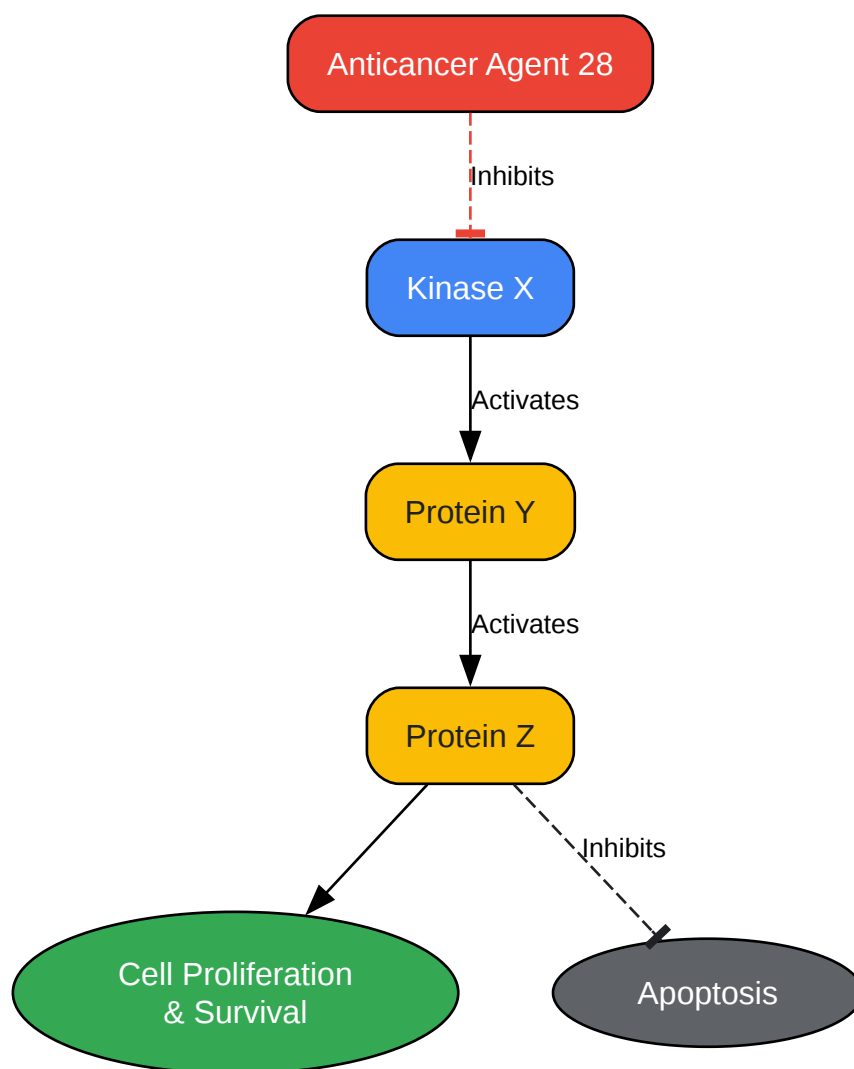 Anticancer Agent 28
Inhibits
Kinase X
Activates
Protein Y
Activates
Protein Z
Inhibits
Cell Proliferation
& Survival
Apoptosis